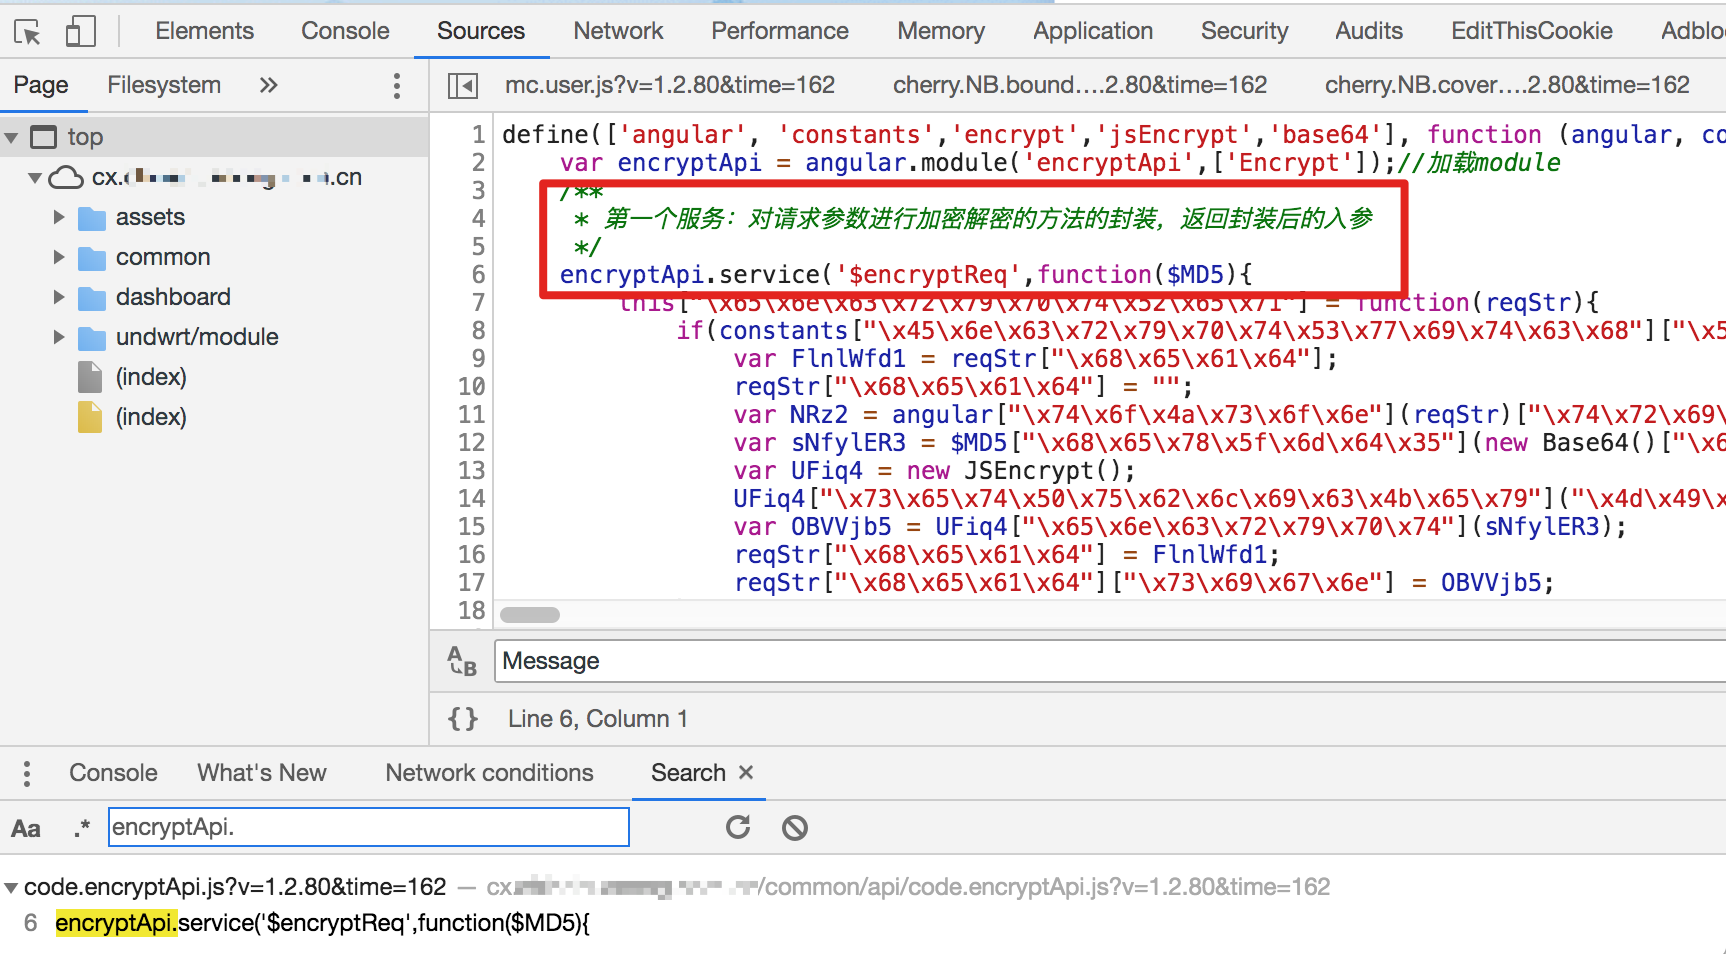 Elements Console Sources Network Performance Memory Application Security Audits EditThisCookie Adblo
Page Filesystem » mc.user.js?v=1.2.80&time=162 cherry.NB.bound....2.80&time=162 cherry.NB.cover....2.80&time=162
top
cx. .cn
assets
common
dashboard
undwrt/module
(index)
(index)
1 define(['angular', 'constants','encrypt','jsEncrypt','base64'], function (angular, co
2 var encryptApi = angular.module('encryptApi',['Encrypt']);//加载module
3 /**
4 * 第一个服务：对请求参数进行加密解密的方法的封装，返回封装后的入参
5 */
6 encryptApi.service('$encryptReq',function($MD5){
7 this["\x65\x6e\x63\x72\x79\x70\x74\x52\x65\x71"] = function(reqStr){
8 if(constants["\x45\x6e\x63\x72\x79\x70\x74\x53\x77\x69\x74\x63\x68"]["\x5
9 var FlnlWfd1 = reqStr["\x68\x65\x61\x64"];
10 reqStr["\x68\x65\x61\x64"] = "";
11 var NRz2 = angular["\x74\x6f\x4a\x73\x6f\x6e"](reqStr)["\x74\x72\x69\
12 var sNfylER3 = $MD5["\x68\x65\x78\x5f\x6d\x64\x35"](new Base64()["\x6
13 var UFiq4 = new JSEncrypt();
14 UFiq4["\x73\x65\x74\x50\x75\x62\x6c\x69\x63\x4b\x65\x79"]("\x4d\x49\x
15 var OBVVjb5 = UFiq4["\x65\x6e\x63\x72\x79\x70\x74"](sNfylER3);
16 reqStr["\x68\x65\x61\x64"] = FlnlWfd1;
17 reqStr["\x68\x65\x61\x64"]["\x73\x69\x67\x6e"] = OBVVjb5;
18
Message
{} Line 6, Column 1
Console What's New Network conditions Search ×
Aa .* encryptApi.
code.encryptApi.js?v=1.2.80&time=162 — cx. /common/api/code.encryptApi.js?v=1.2.80&time=162
6 encryptApi.service('$encryptReq',function($MD5){